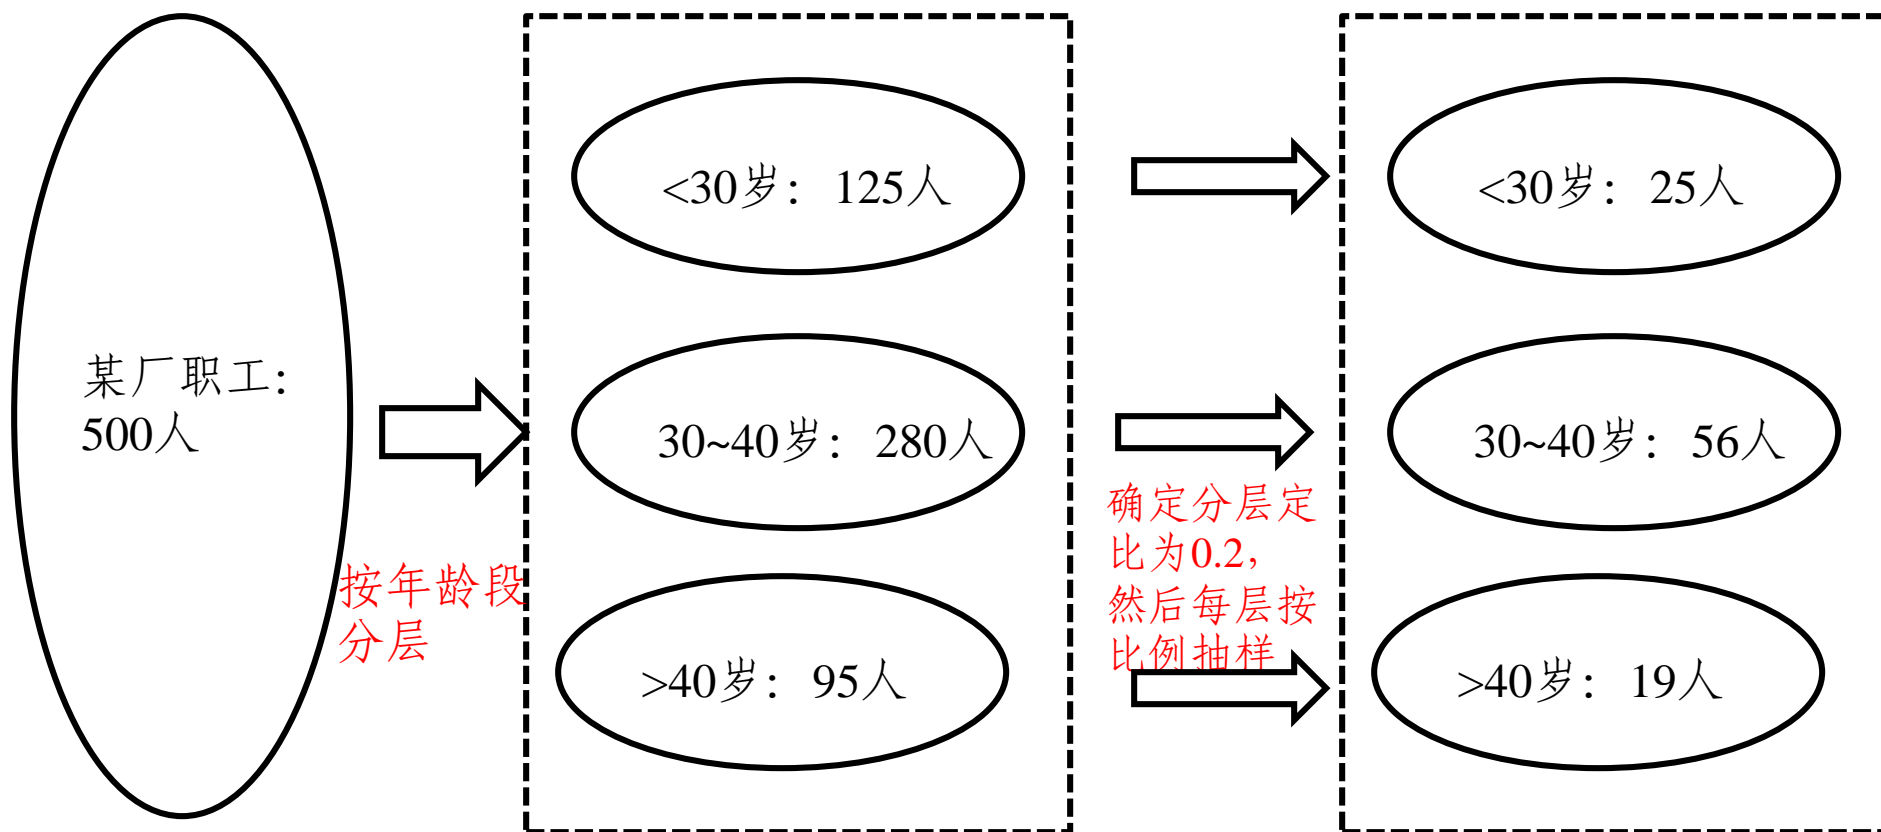 某厂职工：
500人
按年龄段
分层
<30岁：125人
30~40岁：280人
>40岁：95人
确定分层定
比为0.2，
然后每层按
比例抽样
<30岁：25人
30~40岁：56人
>40岁：19人